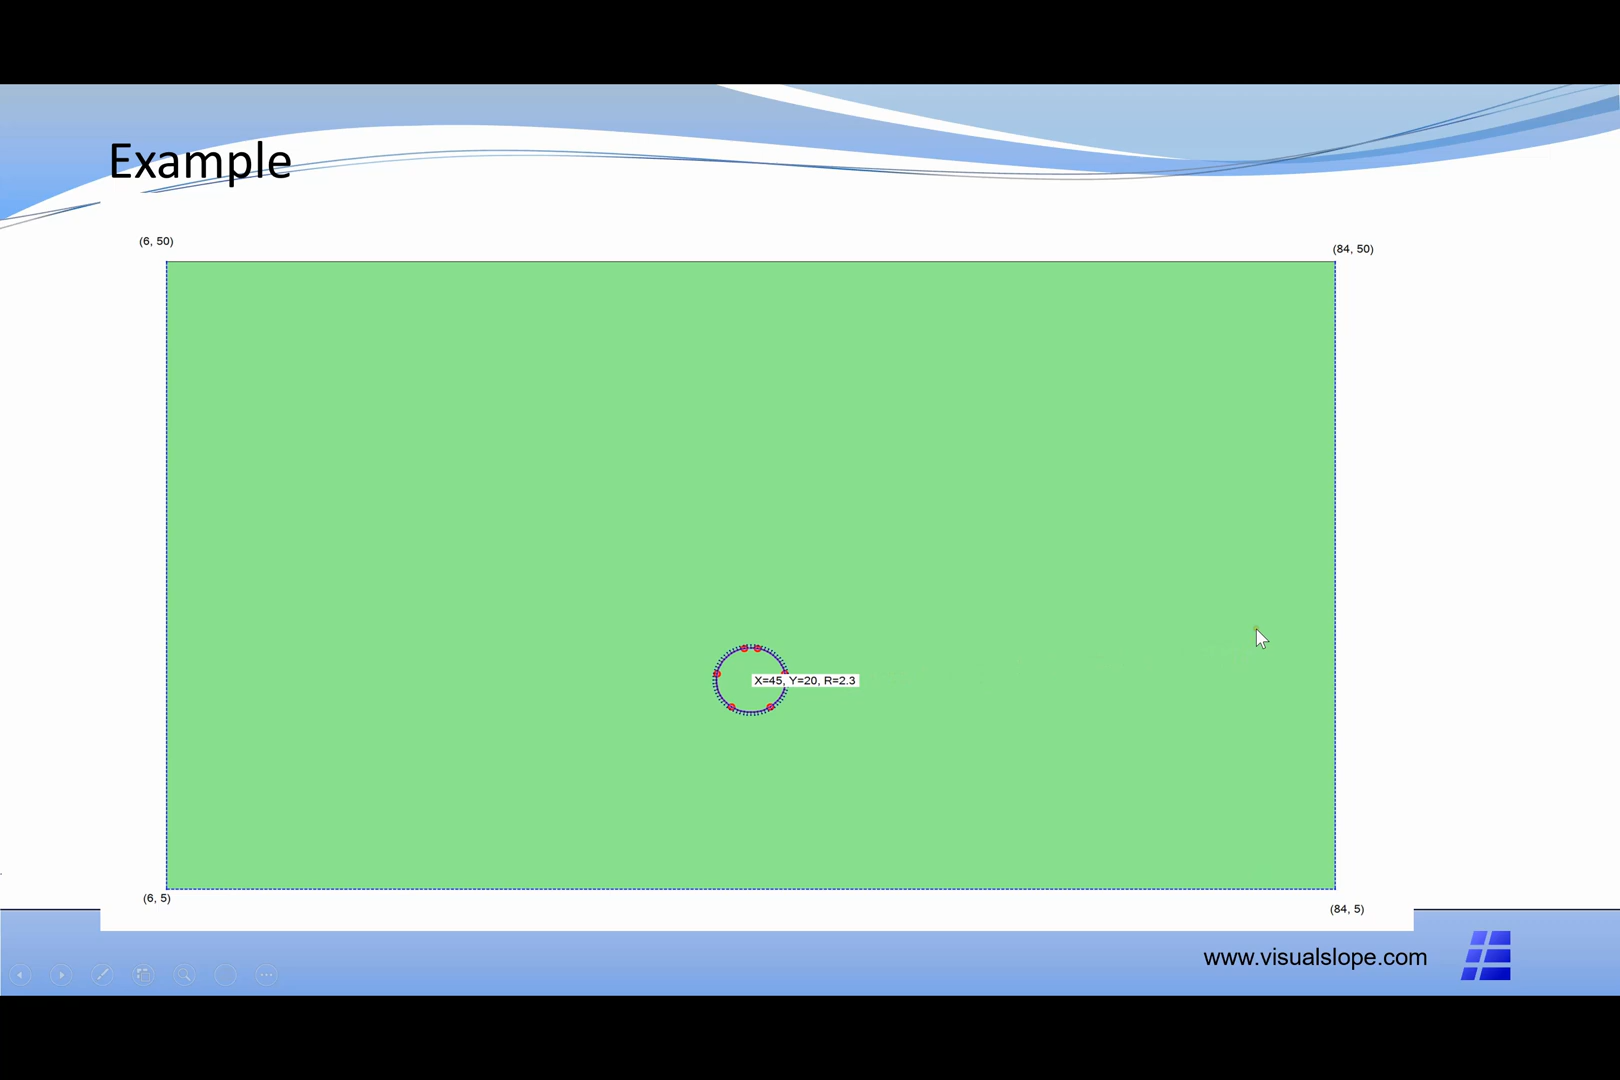 Example
(6, 50)
(84, 50)
X=45, Y=20, R=2.3
(6, 5)
(84, 5)
www.visualslope.com